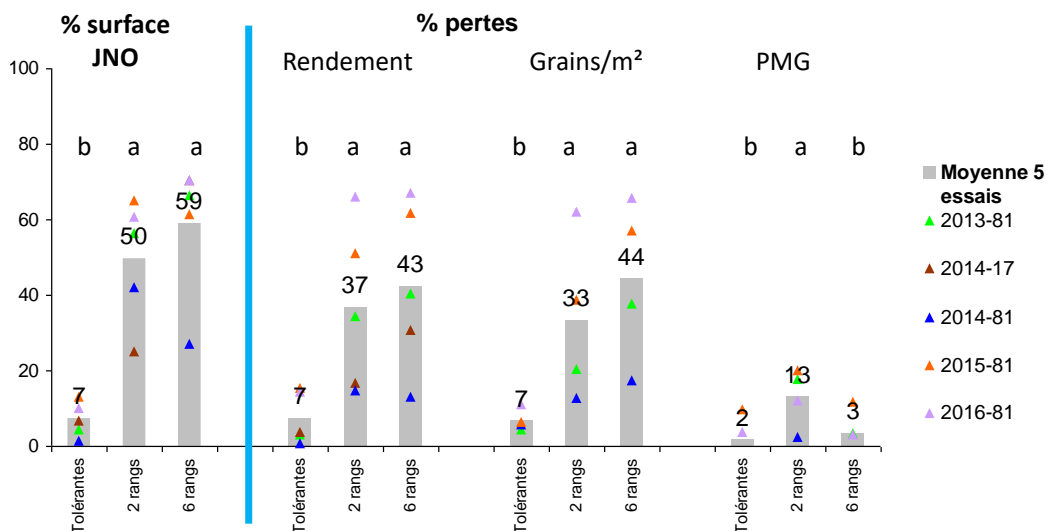 % surface
JNO
% pertes
Rendement
Grains/m²
PMG
100
80
60
40
20
0
b
a
a
b
a
a
b
a
a
b
a
b
7
50
59
7
37
43
7
33
44
2
13
3
Tolérantes
2 rangs
6 rangs
Tolérantes
2 rangs
6 rangs
Tolérantes
2 rangs
6 rangs
Tolérantes
2 rangs
6 rangs
Moyenne 5
essais
2013-81
2014-17
2014-81
2015-81
2016-81